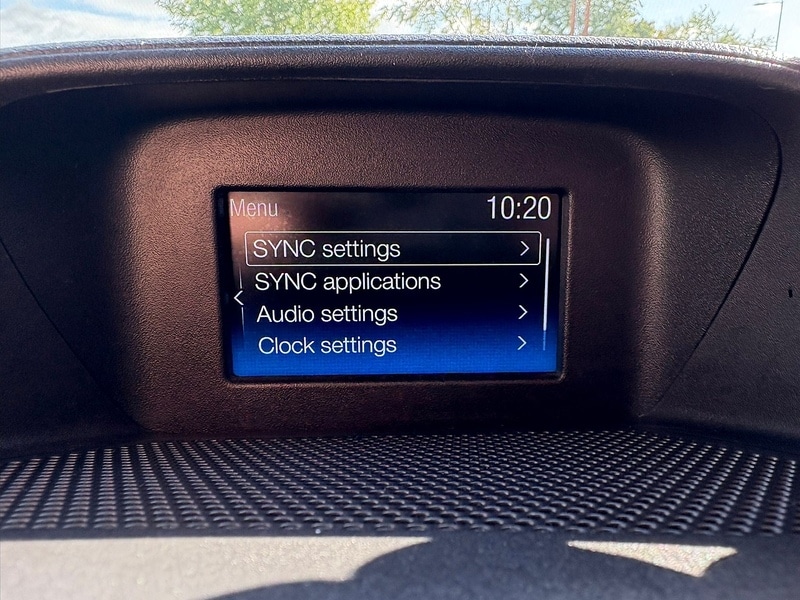 Menu 10:20
SYNC settings
SYNC applications
Audio settings
Clock settings